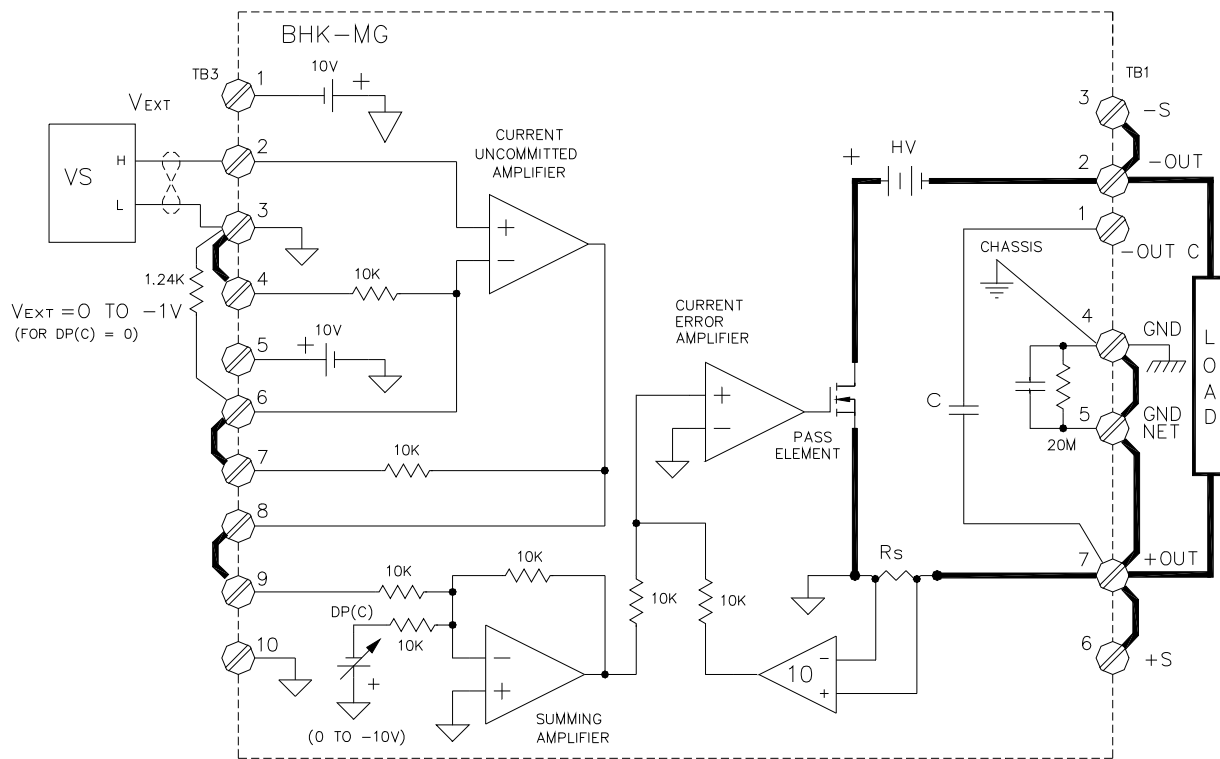 BHK-MG
TB3
1
10V
+
TB1
3
-S
VEXT
CURRENT
UNCOMMITTED
AMPLIFIER
+
HV
2
-OUT
VS
H
L
2
+
-
3
1
-OUT C
1.24K
4
10K
CHASSIS
VEXT=0 TO -1V
(FOR DP(C) = 0)
CURRENT
ERROR
AMPLIFIER
4
GND
LOAD
5
+
10V
+
-
C
5
GND
NET
20M
6
PASS
ELEMENT
7
10K
8
Rs
7
+OUT
9
10K
10K
10K
10K
DP(C)
10K
10
-
+
6
+S
10
+
-
+
(0 TO -10V)
SUMMING
AMPLIFIER